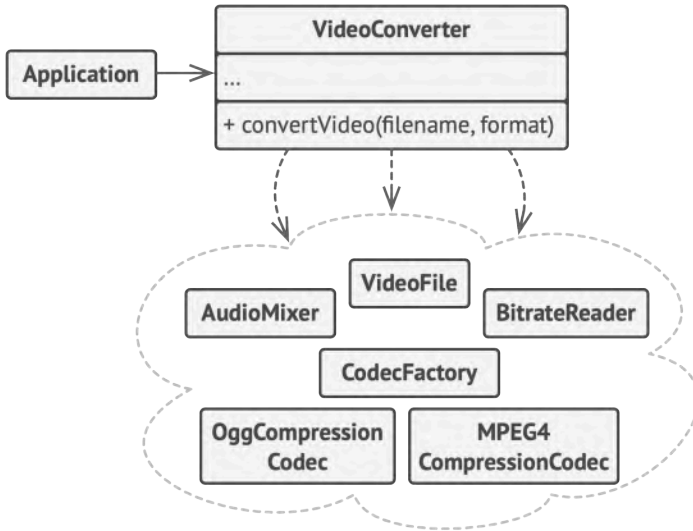 VideoConverter
Application
...
+ convertVideo(filename, format)
VideoFile
AudioMixer
BitrateReader
CodecFactory
OggCompression
Codec
MPEG4
CompressionCodec